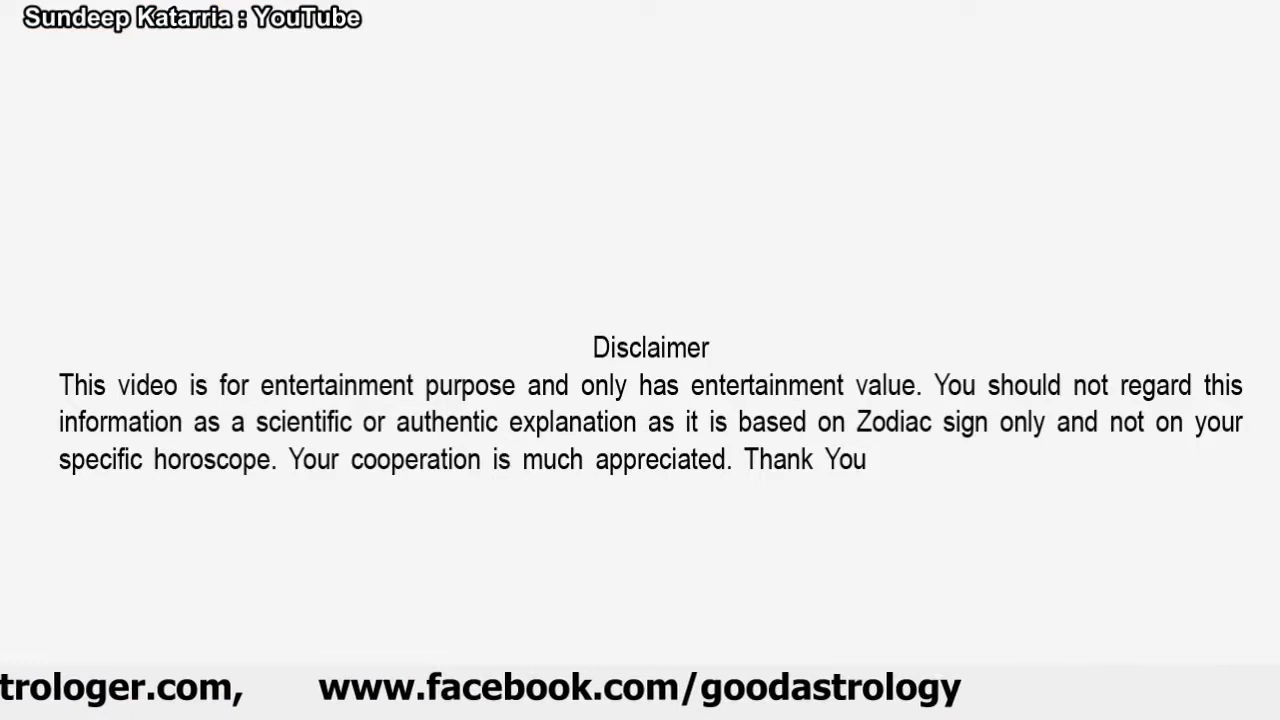 Sundeep Katarria : YouTube
Disclaimer
This video is for entertainment purpose and only has entertainment value. You should not regard this
information as a scientific or authentic explanation as it is based on Zodiac sign only and not on your
specific horoscope. Your cooperation is much appreciated. Thank You
trologer.com, www.facebook.com/goodastrology